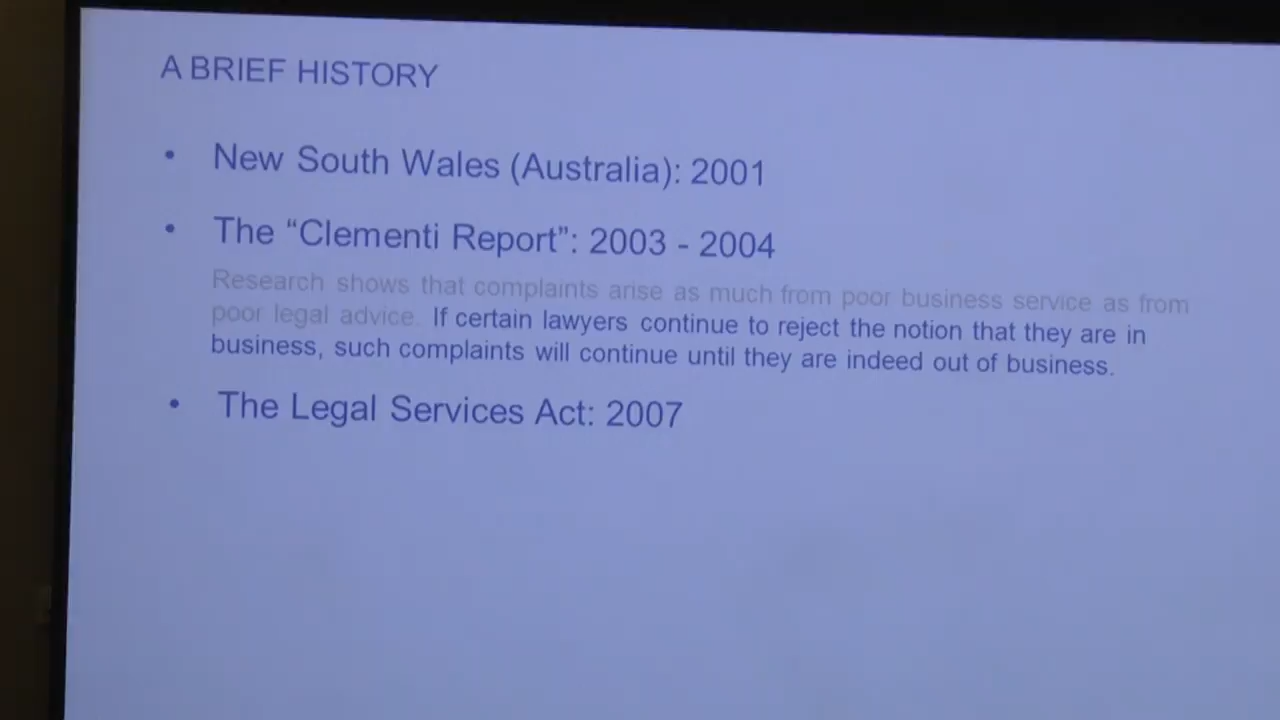 A BRIEF HISTORY
• New South Wales (Australia): 2001
• The “Clementi Report”: 2003 - 2004
Research shows that complaints arise as much from poor business service as from
poor legal advice. If certain lawyers continue to reject the notion that they are in
business, such complaints will continue until they are indeed out of business.
• The Legal Services Act: 2007